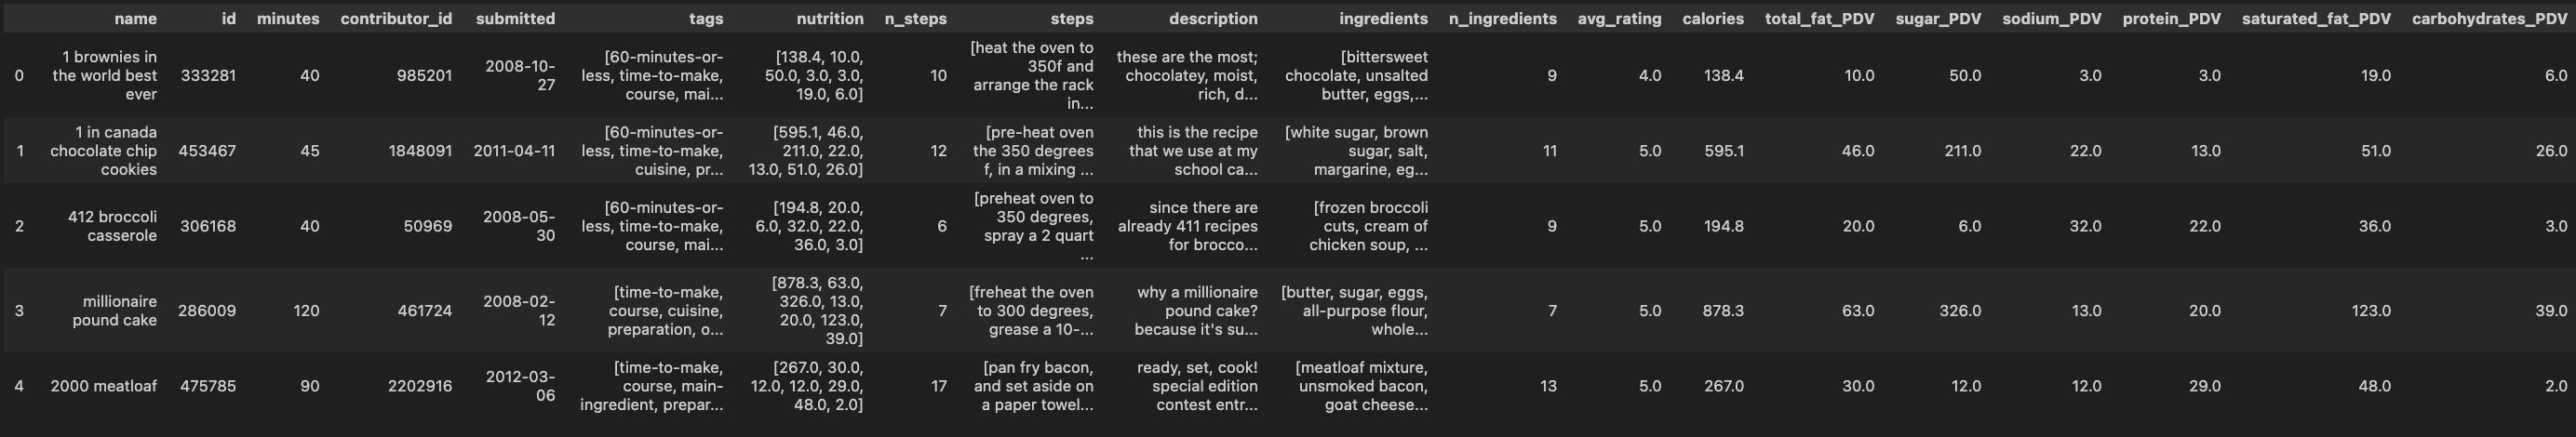 name id minutes contributor_id submitted tags nutrition n_steps steps description ingredients n_ingredients avg_rating calories total_fat_PDV sugar_PDV sodium_PDV protein_PDV saturated_fat_PDV carbohydrates_PDV
0 1 brownies in the world best ever 333281 40 985201 2008-10-27 [60-minutes-or-less, time-to-make, course, mai... [138.4, 10.0, 50.0, 3.0, 3.0, 19.0, 6.0] 10 [heat the oven to 350f and arrange the rack in... these are the most; chocolatey, moist, rich, d... [bittersweet chocolate, unsalted butter, eggs,... 9 4.0 138.4 10.0 50.0 3.0 3.0 19.0 6.0
1 1 in canada chocolate chip cookies 453467 45 1848091 2011-04-11 [60-minutes-or-less, time-to-make, cuisine, pr... [595.1, 46.0, 211.0, 22.0, 13.0, 51.0, 26.0] 12 [pre-heat oven the 350 degrees f, in a mixing ... this is the recipe that we use at my school ca... [white sugar, brown sugar, salt, margarine, eg... 11 5.0 595.1 46.0 211.0 22.0 13.0 51.0 26.0
2 412 broccoli casserole 306168 40 50969 2008-05-30 [60-minutes-or-less, time-to-make, course, mai... [194.8, 20.0, 6.0, 32.0, 22.0, 36.0, 3.0] 6 [preheat oven to 350 degrees, spray a 2 quart ... since there are already 411 recipes for brocco... [frozen broccoli cuts, cream of chicken soup, ... 9 5.0 194.8 20.0 6.0 32.0 22.0 36.0 3.0
3 millionaire pound cake 286009 120 461724 2008-02-12 [time-to-make, course, cuisine, preparation, o... [878.3, 63.0, 326.0, 13.0, 20.0, 123.0, 39.0] 7 [freheat the oven to 300 degrees, grease a 10-... why a millionaire pound cake? because it's su... [butter, sugar, eggs, all-purpose flour, whole... 7 5.0 878.3 63.0 326.0 13.0 20.0 123.0 39.0
4 2000 meatloaf 475785 90 2202916 2012-03-06 [time-to-make, course, main-ingredient, prepar... [267.0, 30.0, 12.0, 12.0, 29.0, 48.0, 2.0] 17 [pan fry bacon, and set aside on a paper towel... ready, set, cook! special edition contest entr... [meatloaf mixture, unsmoked bacon, goat cheese... 13 5.0 267.0 30.0 12.0 12.0 29.0 48.0 2.0